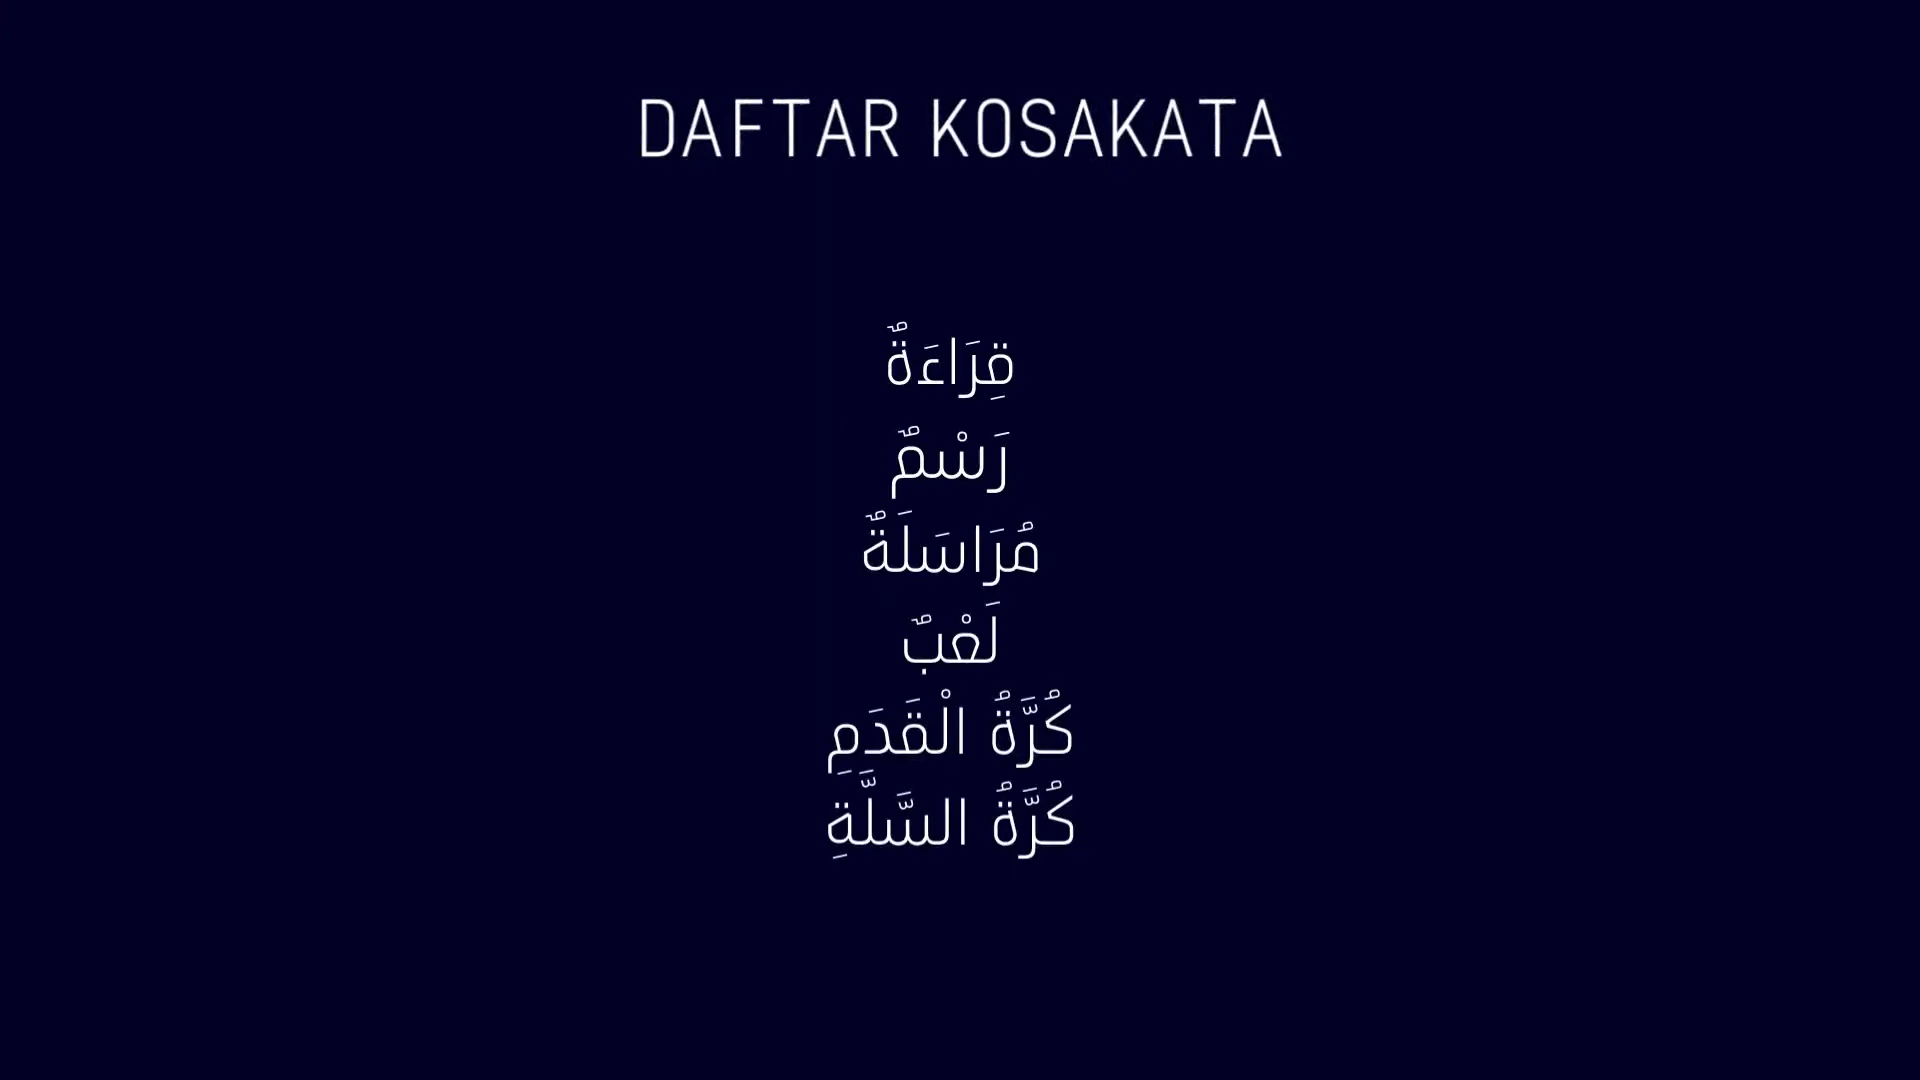 DAFTAR KOSAKATA
قِرَاءَةٌ
رَسْمٌ
مُرَاسَلَةٌ
لَعْبٌ
كُرَّةُ الْقَدَمِ
كُرَّةُ السَّلَّةِ